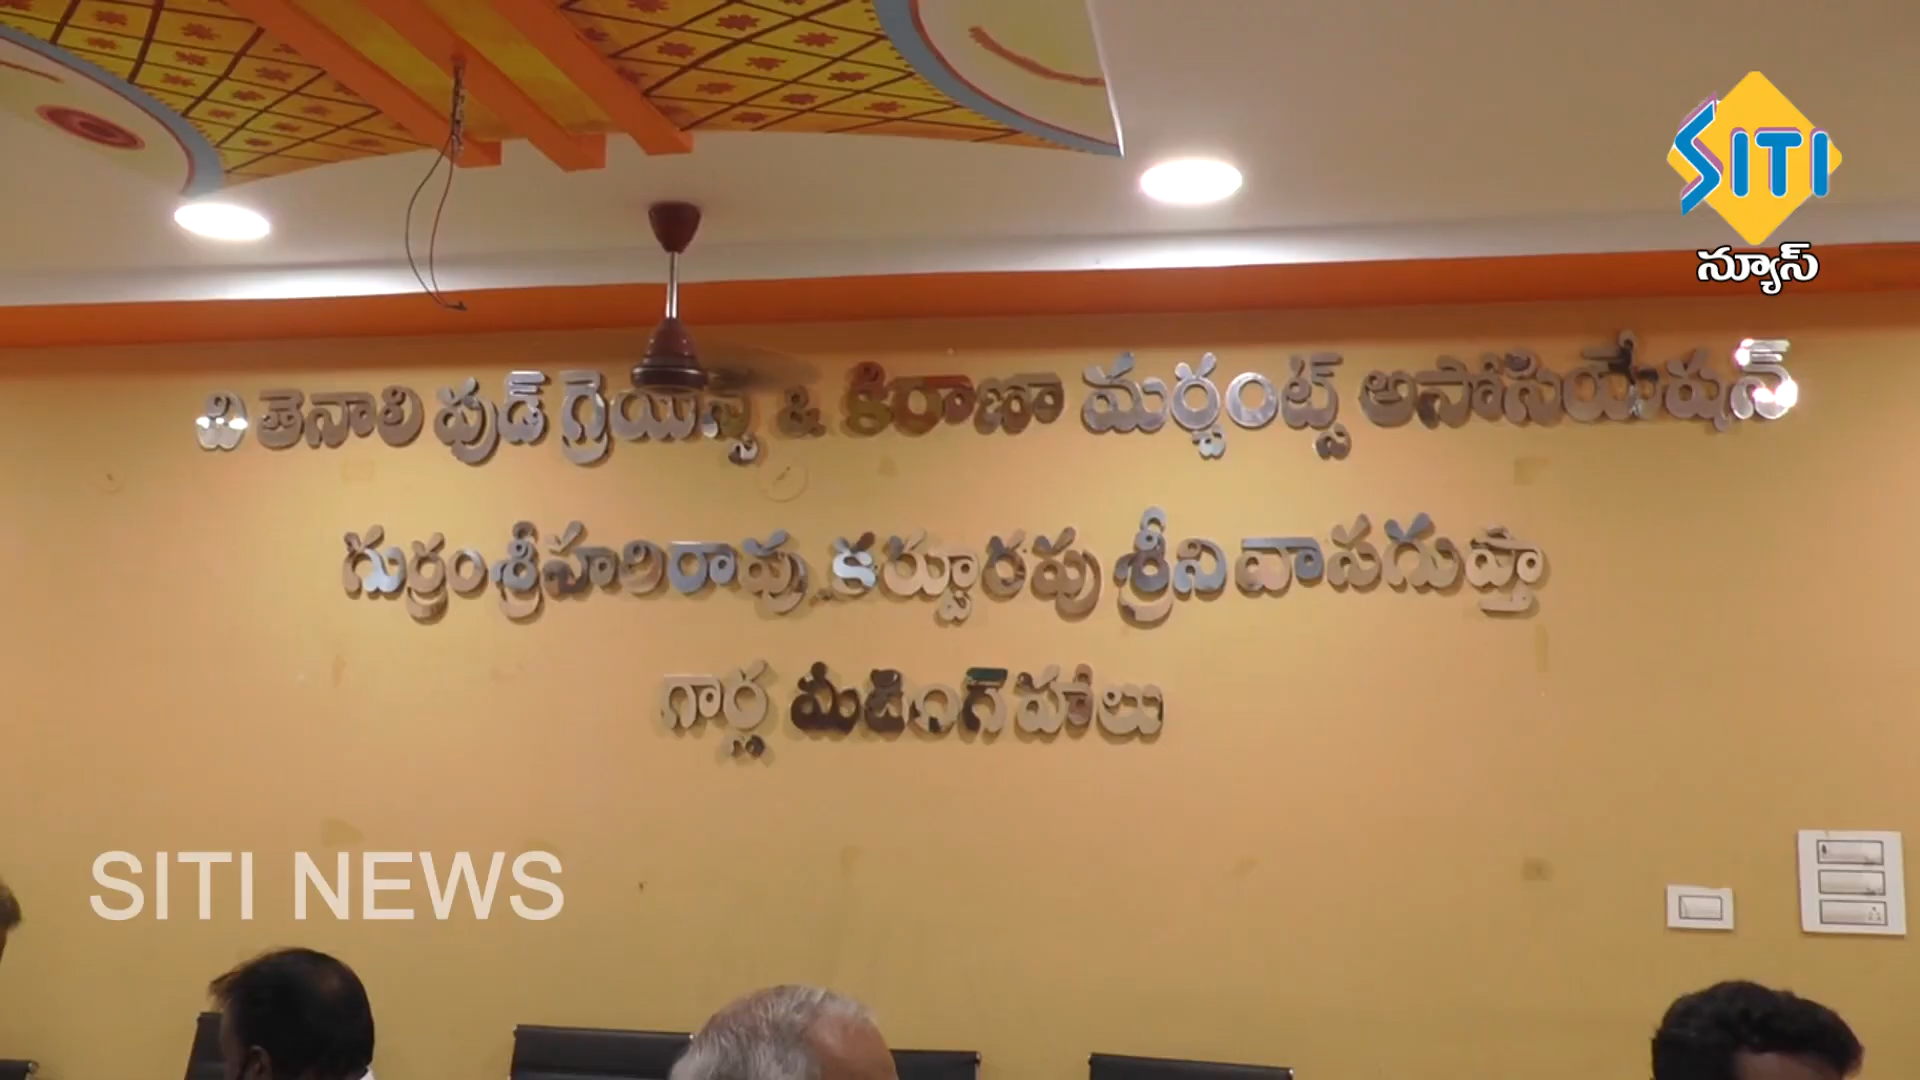 SITI
న్యూస్
ది తెనాలి ఫుడ్ గ్రెయిన్స్ & కిరాణా మర్చంట్స్ అసోసియేషన్
గుర్రంశ్రీహరిరావు, కర్పూరపు శ్రీనివాసగుప్తా
గార్ల మీటింగ్ హాలు
SITI NEWS